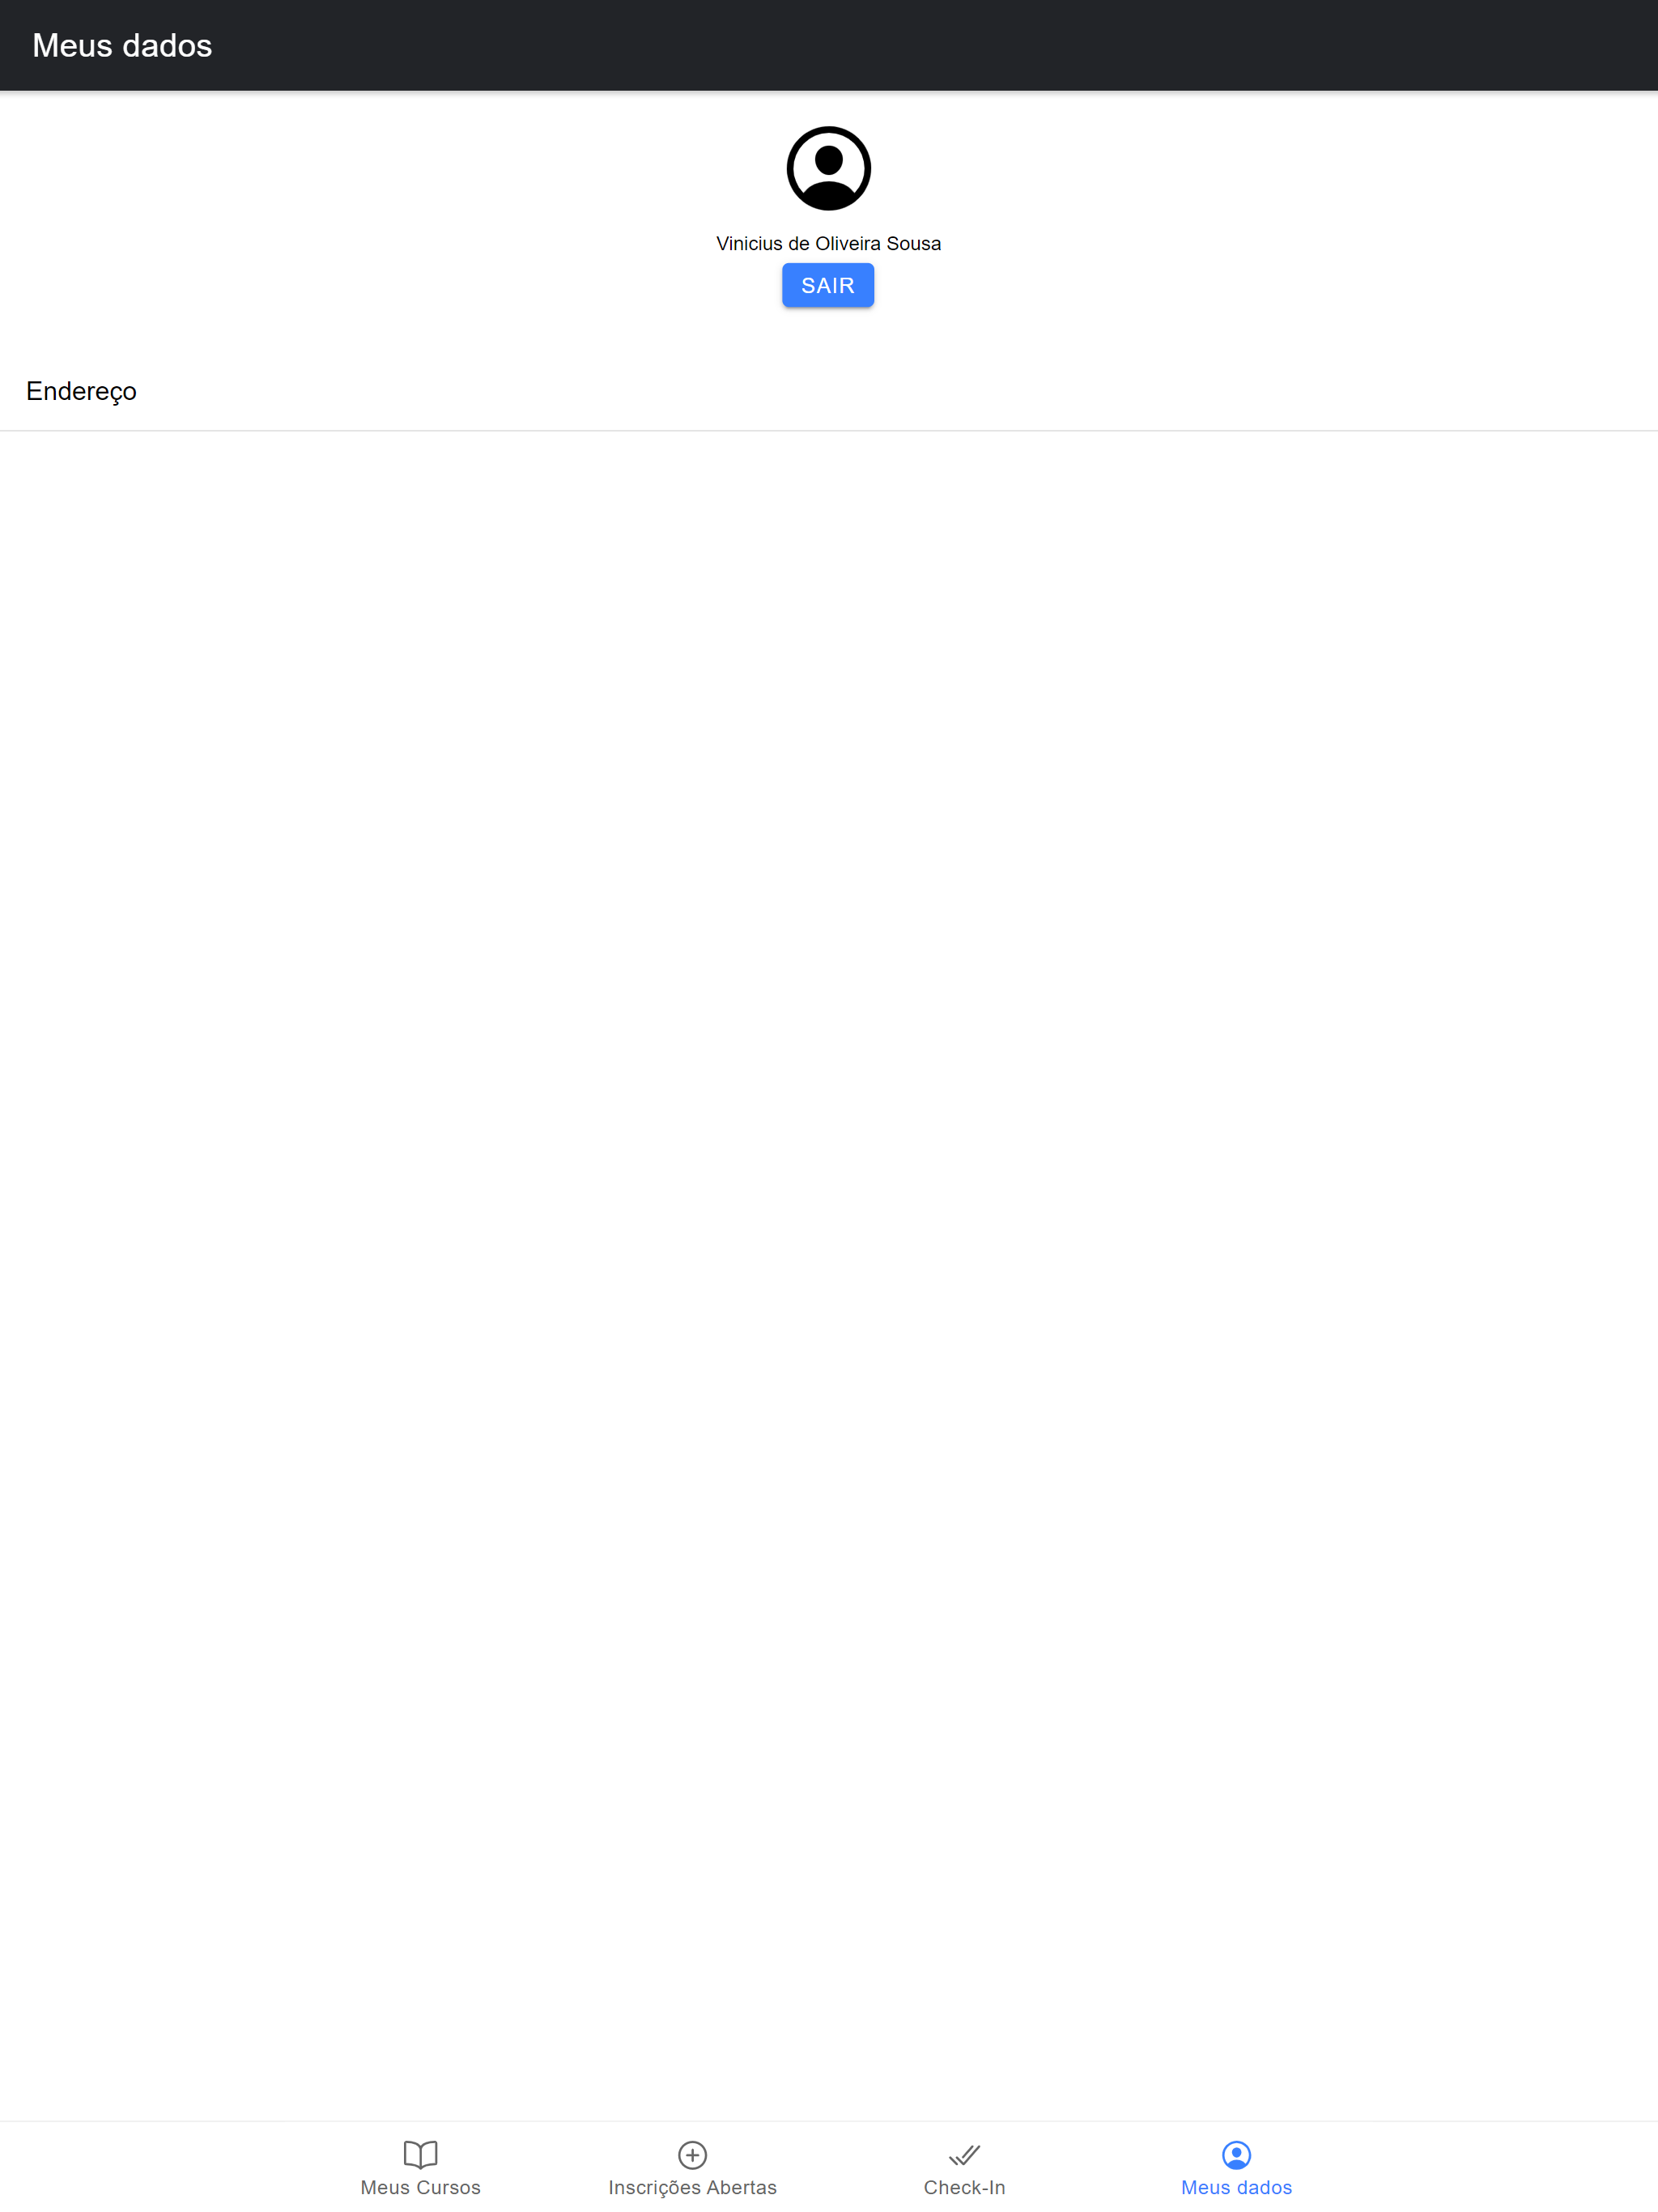 Meus dados
Vinicius de Oliveira Sousa
SAIR
Endereço
Meus Cursos
Inscrições Abertas
Check-In
Meus dados